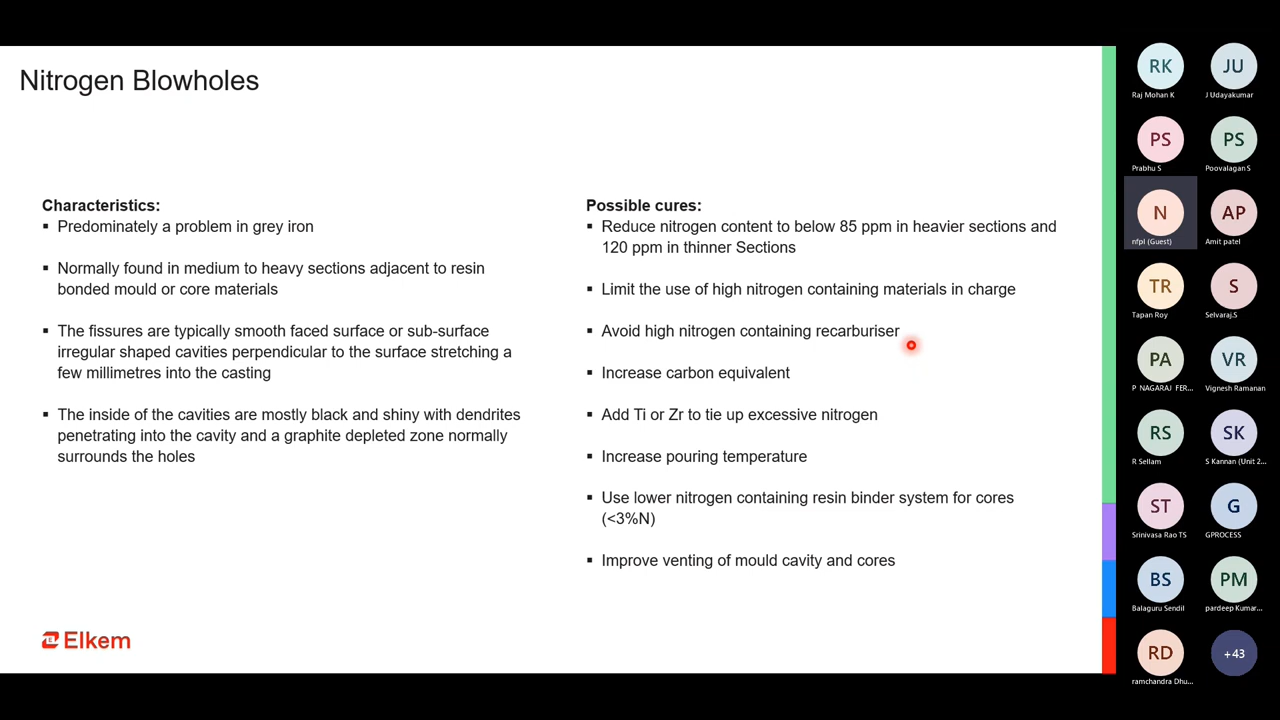 Nitrogen Blowholes
Characteristics:
▪ Predominately a problem in grey iron
▪ Normally found in medium to heavy sections adjacent to resin
bonded mould or core materials
▪ The fissures are typically smooth faced surface or sub-surface
irregular shaped cavities perpendicular to the surface stretching a
few millimetres into the casting
▪ The inside of the cavities are mostly black and shiny with dendrites
penetrating into the cavity and a graphite depleted zone normally
surrounds the holes
Possible cures:
▪ Reduce nitrogen content to below 85 ppm in heavier sections and
120 ppm in thinner Sections
▪ Limit the use of high nitrogen containing materials in charge
▪ Avoid high nitrogen containing recarburiser
▪ Increase carbon equivalent
▪ Add Ti or Zr to tie up excessive nitrogen
▪ Increase pouring temperature
▪ Use lower nitrogen containing resin binder system for cores
(<3%N)
▪ Improve venting of mould cavity and cores
Elkem
RK
Raj Mohan K
JU
J Udayakumar
PS
Prabhu S
PS
Poovalagan S
N
nfpl (Guest)
AP
Amit patel
TR
Tapan Roy
S
Selvaraj.S
PA
P NAGARAJ FER...
VR
Vignesh Ramanan
RS
R Sellam
SK
S Kannan (Unit 2...
ST
Srinivasa Rao TS
G
GPROCESS
BS
Balaguru Sendil
PM
pardeep Kumar...
RD
ramchandra Dhu...
+43